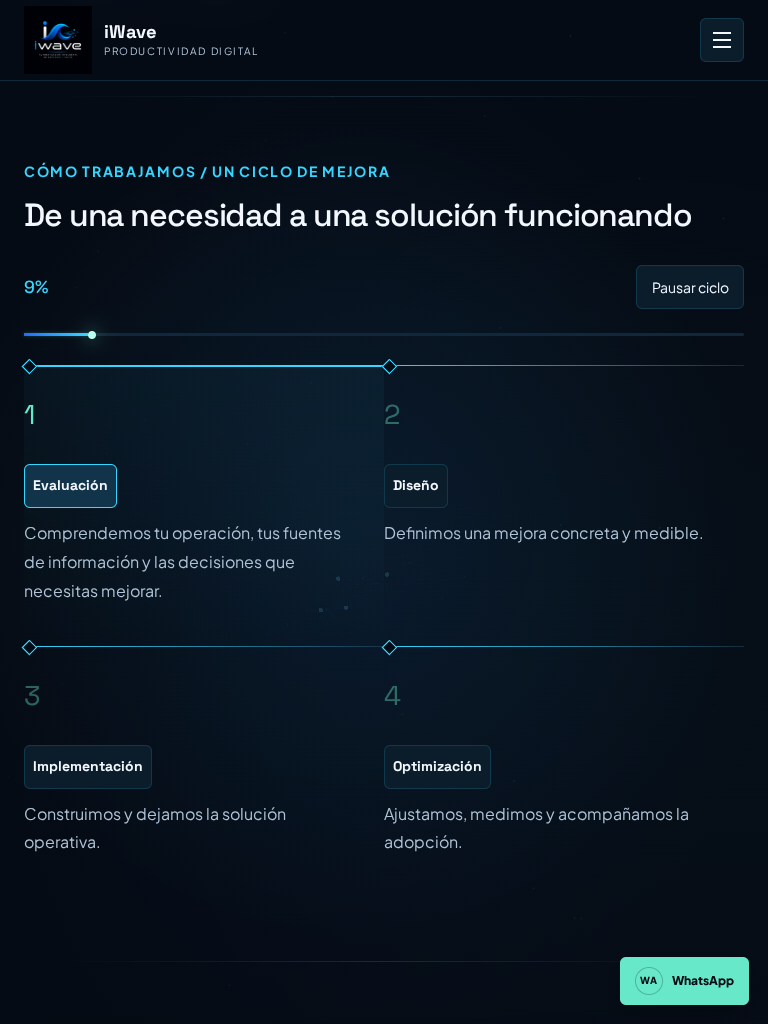 iwave
iWave
PRODUCTIVIDAD DIGITAL
CÓMO TRABAJAMOS / UN CICLO DE MEJORA
De una necesidad a una solución funcionando
9%
Pausar ciclo
1
Evaluación
Comprendemos tu operación, tus fuentes
de información y las decisiones que
necesitas mejorar.
2
Diseño
Definimos una mejora concreta y medible.
3
Implementación
Construimos y dejamos la solución
operativa.
4
Optimización
Ajustamos, medimos y acompañamos la
adopción.
WA
WhatsApp